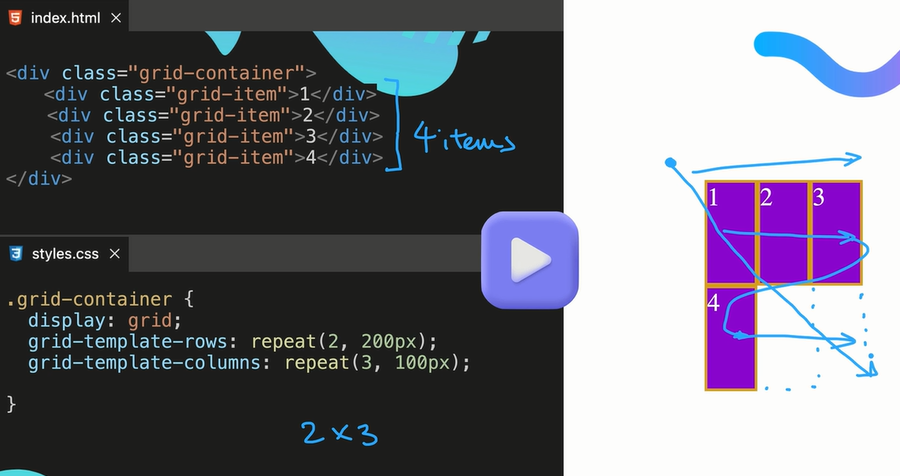 index.html ×
<div class="grid-container">
<div class="grid-item">1</div>
<div class="grid-item">2</div>
<div class="grid-item">3</div>
<div class="grid-item">4</div>
</div>
4 items
styles.css ×
.grid-container {
display: grid;
grid-template-rows: repeat(2, 200px);
grid-template-columns: repeat(3, 100px);
}
2 × 3
1 2 3
4